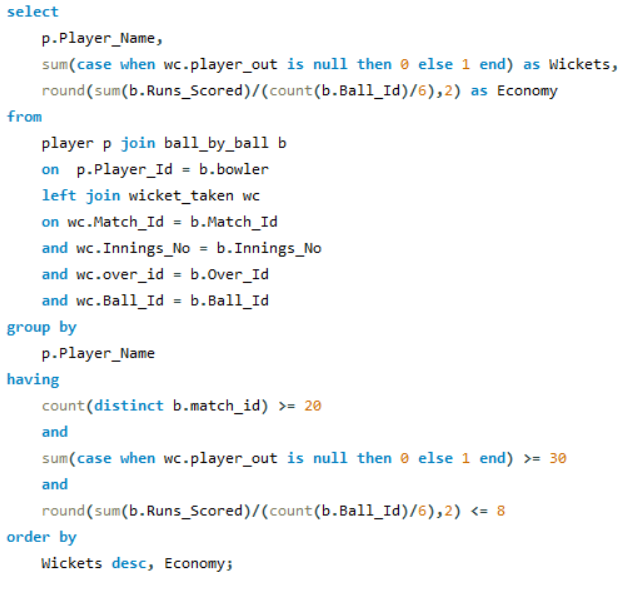 select
    p.Player_Name,
    sum(case when wc.player_out is null then 0 else 1 end) as Wickets,
    round(sum(b.Runs_Scored)/(count(b.Ball_Id)/6),2) as Economy
from
    player p join ball_by_ball b
    on  p.Player_Id = b.bowler
    left join wicket_taken wc
    on wc.Match_Id = b.Match_Id
    and wc.Innings_No = b.Innings_No
    and wc.over_id = b.Over_Id
    and wc.Ball_Id = b.Ball_Id
group by
    p.Player_Name
having
    count(distinct b.match_id) >= 20
    and
    sum(case when wc.player_out is null then 0 else 1 end) >= 30
    and
    round(sum(b.Runs_Scored)/(count(b.Ball_Id)/6),2) <= 8
order by
    Wickets desc, Economy;